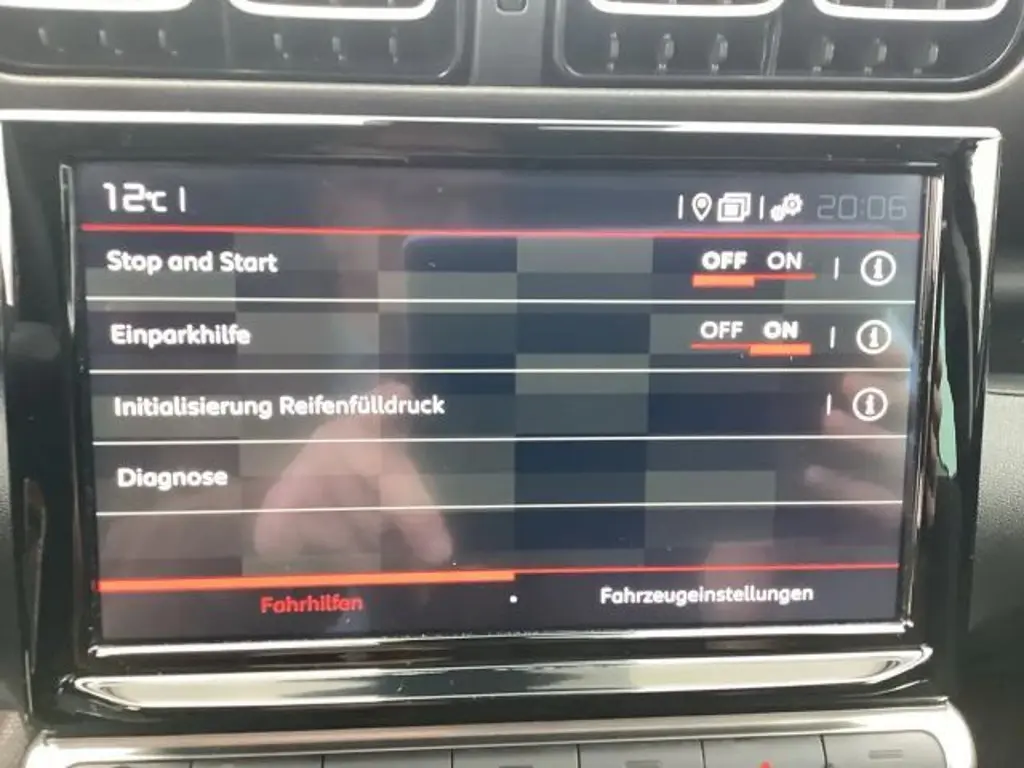 12°C 20:06
Stop and Start OFF ON
Einparkhilfe OFF ON
Initialisierung Reifenfülldruck
Diagnose
Fahrhilfen Fahrzeugeinstellungen